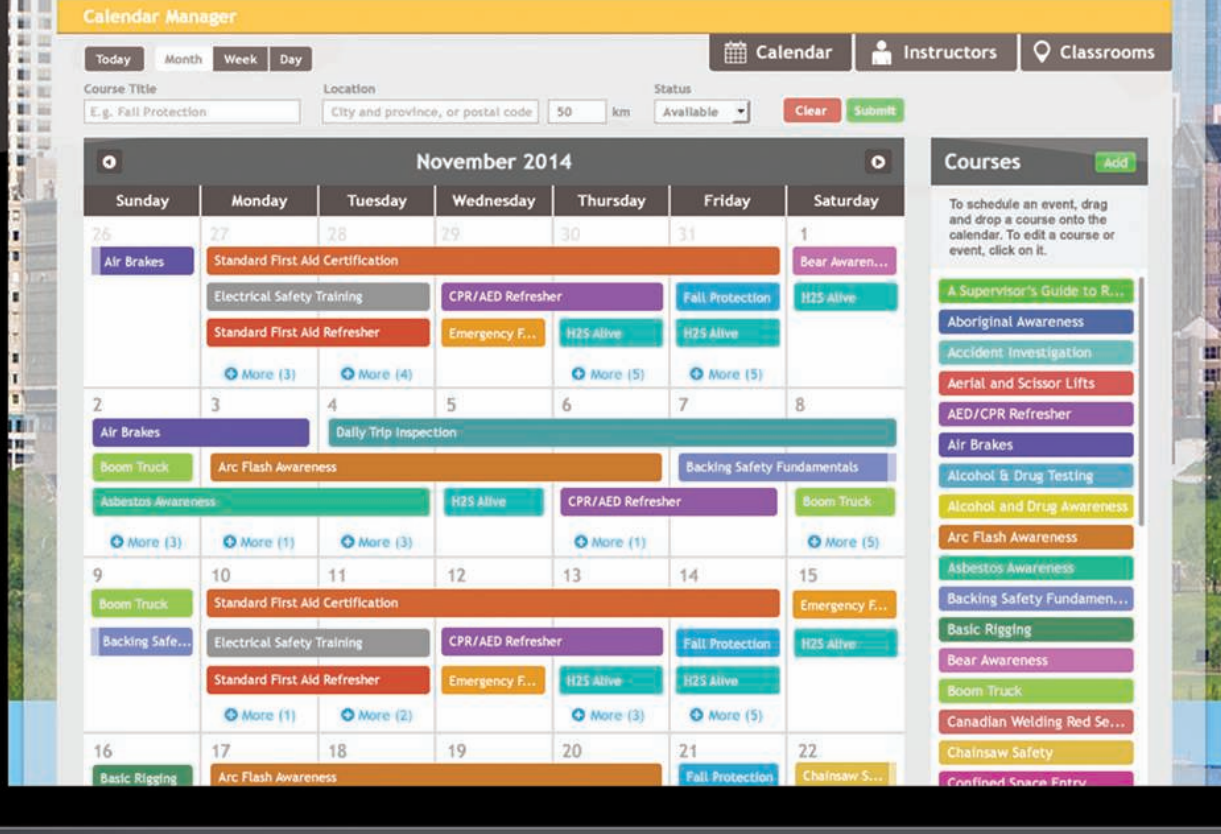 Calendar Manager
Today Month Week Day
Calendar Instructors Classrooms
Course Title Location Status
E.g. Fall Protection City and province, or postal code 50 km Available Clear Submit
November 2014
Sunday Monday Tuesday Wednesday Thursday Friday Saturday
26 27 28 29 30 31 1
Air Brakes Standard First Aid Certification Bear Awaren...
Electrical Safety Training CPR/AED Refresher Fall Protection H2S Alive
Standard First Aid Refresher Emergency F... H2S Alive H2S Alive
More (3) More (4) More (5) More (5)
2 3 4 5 6 7 8
Air Brakes Daily Trip Inspection
Boom Truck Arc Flash Awareness Backing Safety Fundamentals
Asbestos Awareness H2S Alive CPR/AED Refresher Boom Truck
More (3) More (1) More (3) More (1) More (5)
9 10 11 12 13 14 15
Boom Truck Standard First Aid Certification Emergency F...
Backing Safe... Electrical Safety Training CPR/AED Refresher Fall Protection H2S Alive
Standard First Aid Refresher Emergency F... H2S Alive H2S Alive
More (1) More (2) More (3) More (5)
16 17 18 19 20 21 22
Basic Rigging Arc Flash Awareness Fall Protection Chainsaw S...
Courses Add
To schedule an event, drag
and drop a course onto the
calendar. To edit a course or
event, click on it.
A Supervisor's Guide to R...
Aboriginal Awareness
Accident Investigation
Aerial and Scissor Lifts
AED/CPR Refresher
Air Brakes
Alcohol & Drug Testing
Alcohol and Drug Awareness
Arc Flash Awareness
Asbestos Awareness
Backing Safety Fundamen...
Basic Rigging
Bear Awareness
Boom Truck
Canadian Welding Red Se...
Chainsaw Safety
Confined Space Entry